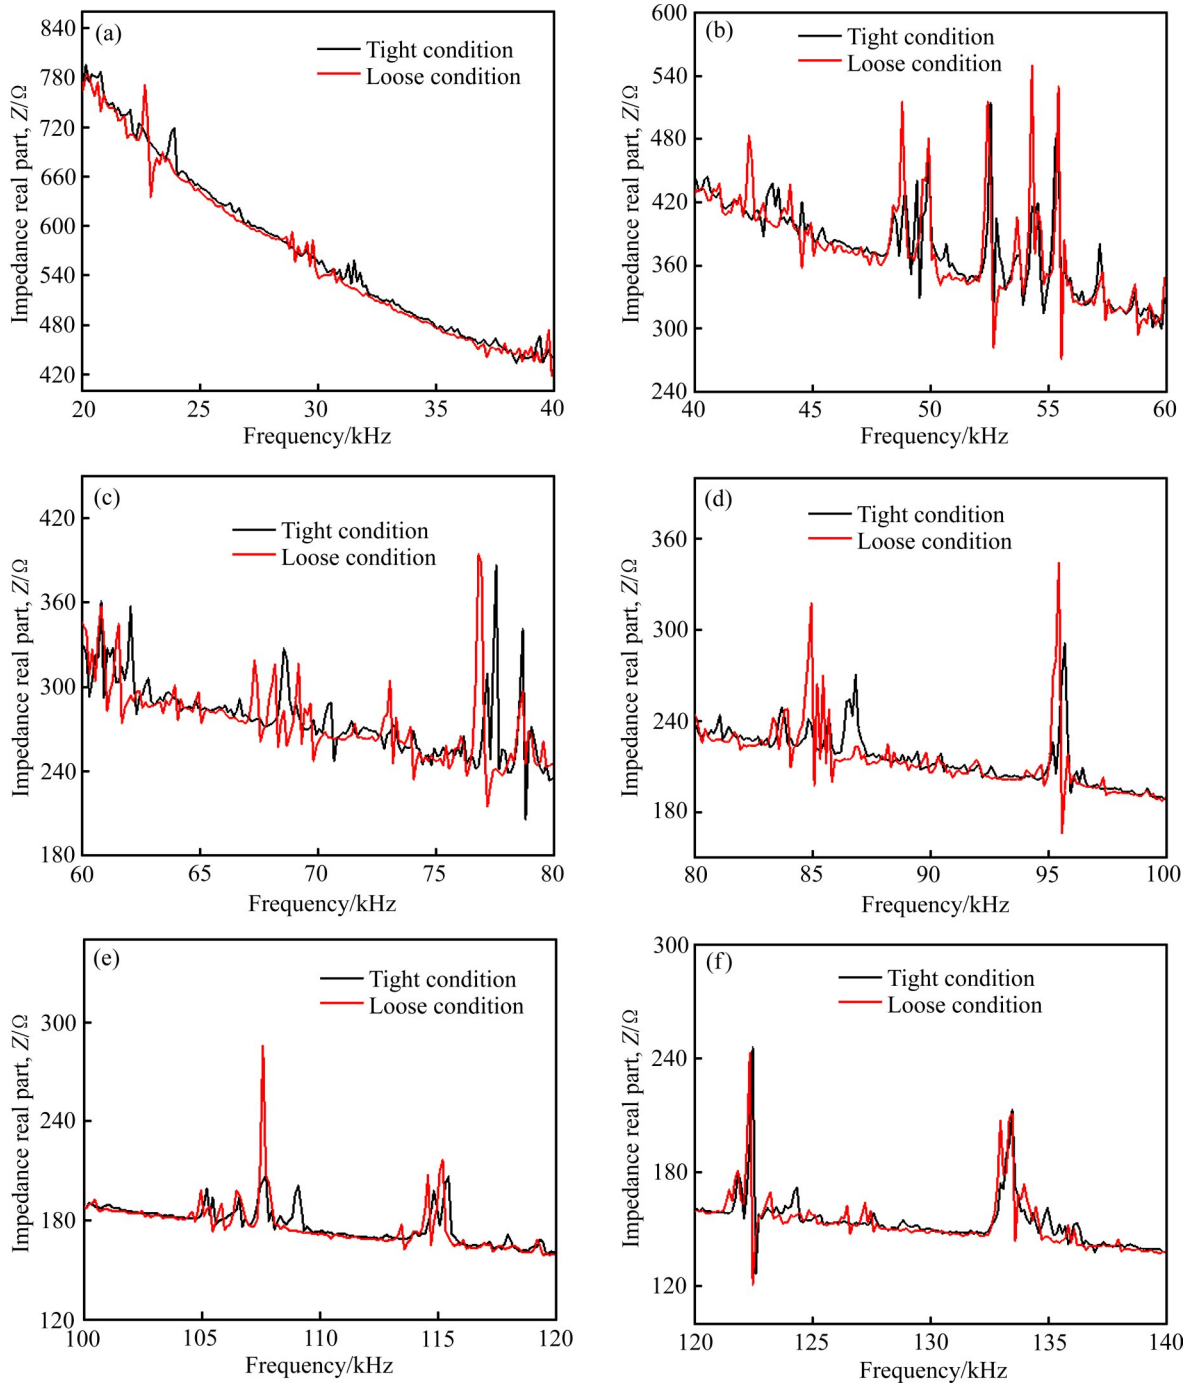 (a)
Tight condition
Loose condition
Impedance real part, Z/Ω
840
780
720
660
600
540
480
420
20
25
30
35
40
Frequency/kHz
(b)
Tight condition
Loose condition
Impedance real part, Z/Ω
600
540
480
420
360
300
240
40
45
50
55
60
Frequency/kHz
(c)
Tight condition
Loose condition
Impedance real part, Z/Ω
420
360
300
240
180
60
65
70
75
80
Frequency/kHz
(d)
Tight condition
Loose condition
Impedance real part, Z/Ω
360
300
240
180
80
85
90
95
100
Frequency/kHz
(e)
Tight condition
Loose condition
Impedance real part, Z/Ω
300
240
180
120
100
105
110
115
120
Frequency/kHz
(f)
Tight condition
Loose condition
Impedance real part, Z/Ω
300
240
180
120
120
125
130
135
140
Frequency/kHz